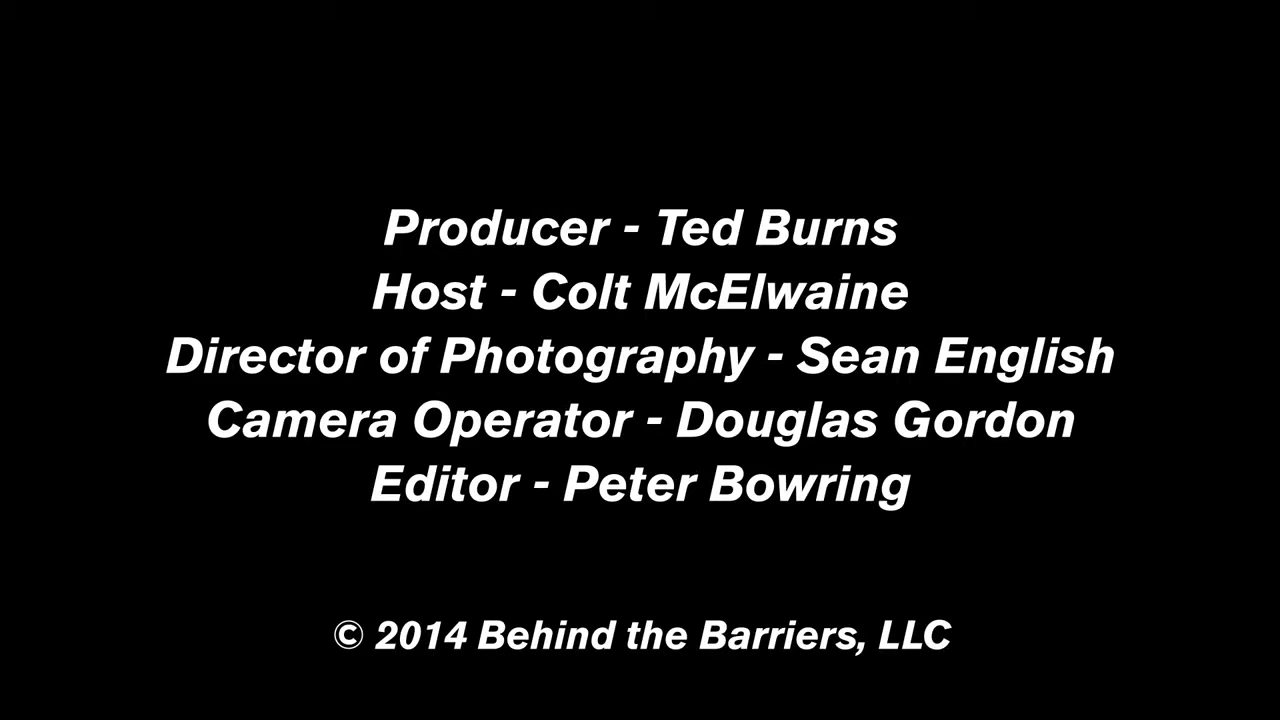 Producer - Ted Burns
Host - Colt McElwaine
Director of Photography - Sean English
Camera Operator - Douglas Gordon
Editor - Peter Bowring
© 2014 Behind the Barriers, LLC